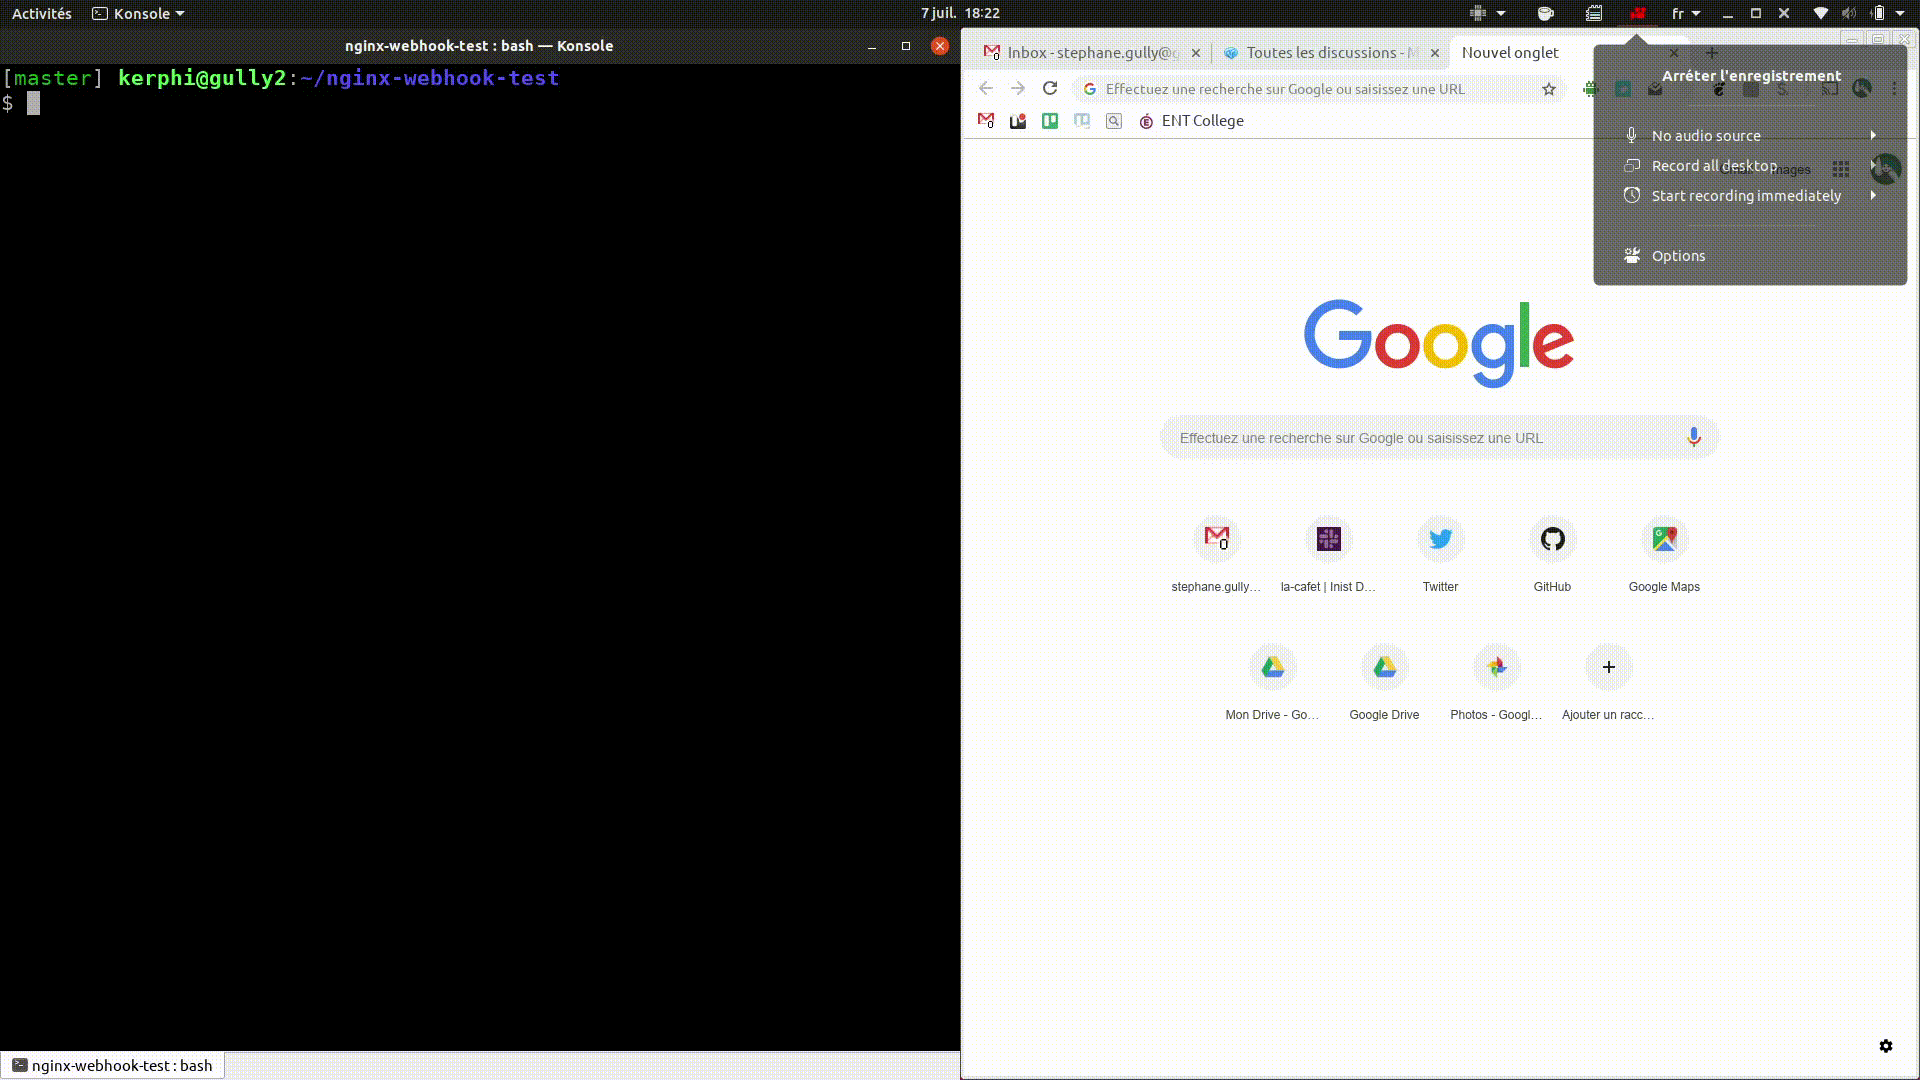 Activités Konsole 7 juil. 18:22 fr
nginx-webhook-test : bash — Konsole
[master] kerphi@gully2:~/nginx-webhook-test
$
nginx-webhook-test : bash
Inbox - stephane.gully@g Toutes les discussions - M Nouvel onglet
Effectuez une recherche sur Google ou saisissez une URL
ENT College
Arrêter l'enregistrement
No audio source
Record all desktop
Start recording immediately
Options
Images
Google
Effectuez une recherche sur Google ou saisissez une URL
stephane.gully… la-cafet | Inist D… Twitter GitHub Google Maps
Mon Drive - Go… Google Drive Photos - Googl… Ajouter un racc…